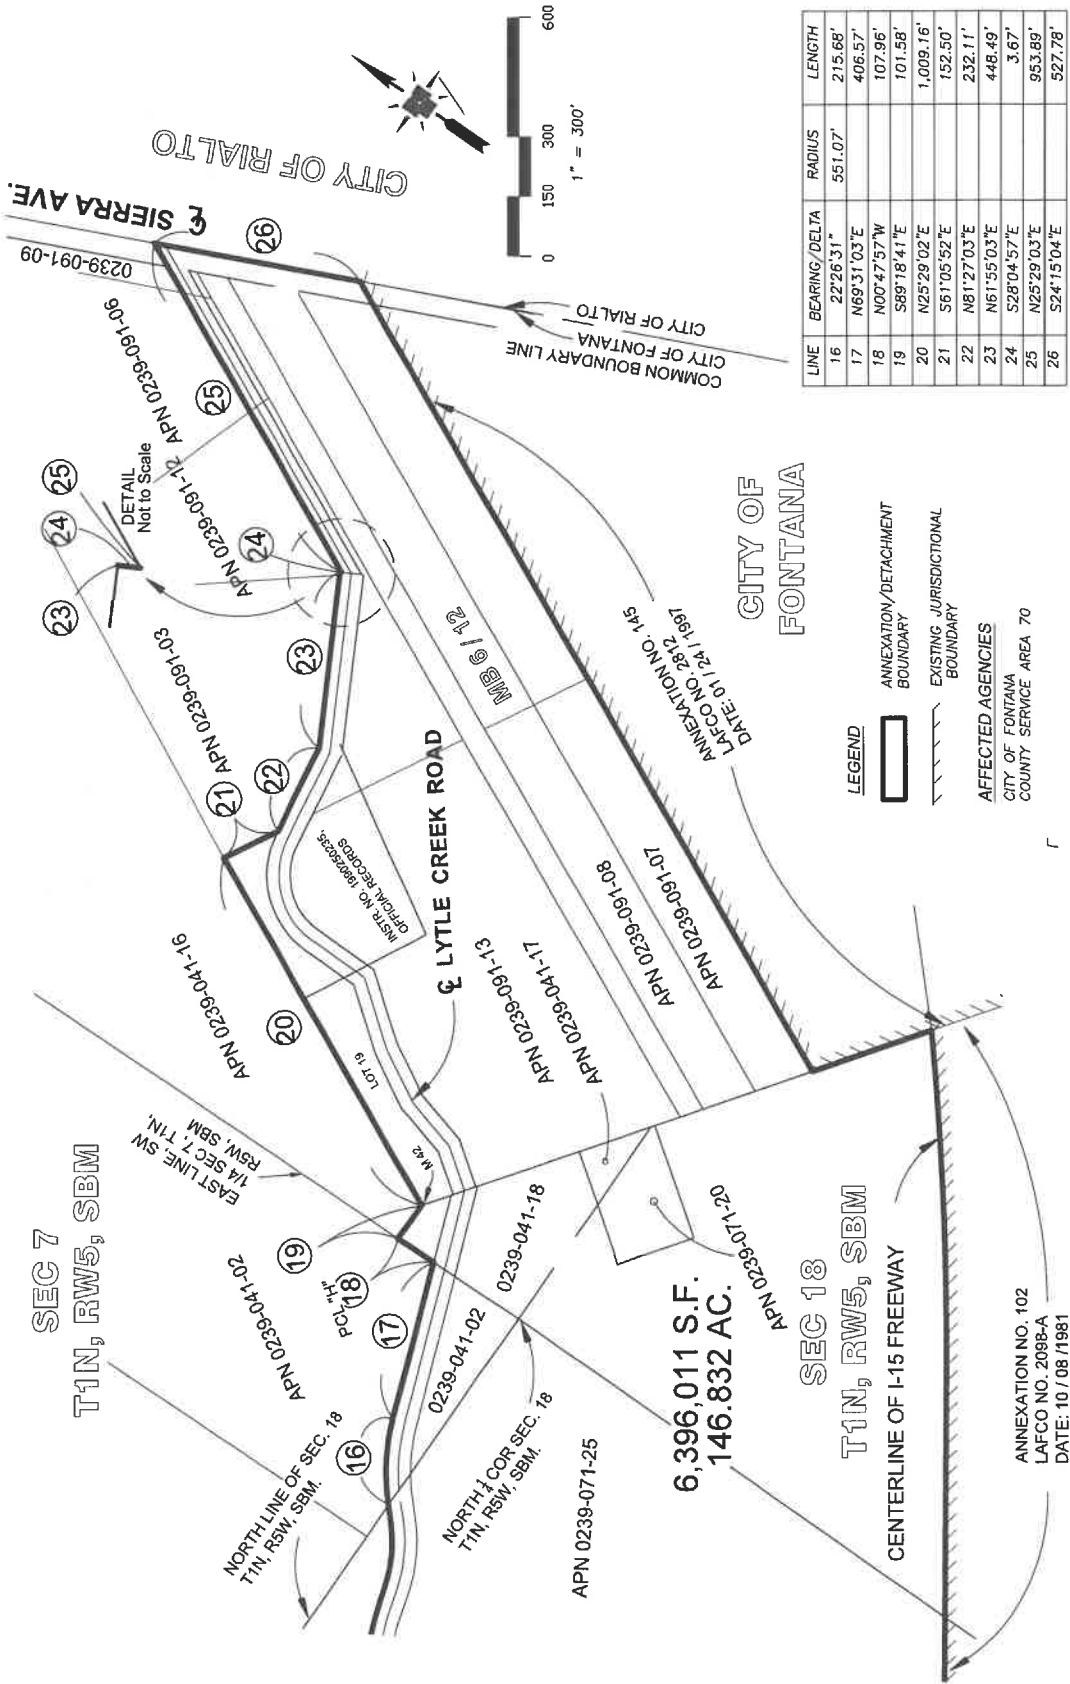 SEC 7
T1N, RW5, SBM
EAST LINE, SW
1/4 SEC 7, T1N,
R5W, SBM
APN 0239-041-16
APN 0239-041-02
NORTH LINE OF SEC. 18
T1N, R5W, SBM.
16
17
PCL "H"
18
19
20
21
22
23
24
25
26
LOT 19
M 42
APN 0239-091-03
APN 0239-091-12
APN 0239-091-06
0239-091-09
23
24
25
DETAIL
Not to Scale
℄ SIERRA AVE.
CITY OF RIALTO
0
150
300
600
1" = 300'
COMMON BOUNDARY LINE
CITY OF FONTANA
CITY OF RIALTO
INSTR. NO. 1990250235,
OFFICIAL RECORDS
℄ LYTLE CREEK ROAD
MB 6 / 12
0239-041-02
0239-041-18
NORTH ¼ COR SEC. 18
T1N, R5W, SBM.
APN 0239-091-13
APN 0239-041-17
APN 0239-091-08
APN 0239-091-07
APN 0239-071-20
APN 0239-071-25
6,396,011 S.F.
146.832 AC.
SEC 18
T1N, RW5, SBM
CENTERLINE OF I-15 FREEWAY
ANNEXATION NO. 102
LAFCO NO. 2098-A
DATE: 10 / 08 /1981
ANNEXATION NO. 145
LAFCO NO. 2812
DATE: 01 / 24 / 1997
CITY OF
FONTANA
LEGEND
ANNEXATION/DETACHMENT
BOUNDARY
EXISTING JURISDICTIONAL
BOUNDARY
AFFECTED AGENCIES
CITY OF FONTANA
COUNTY SERVICE AREA 70
LINE BEARING/DELTA RADIUS LENGTH
16 22°26'31" 551.07' 215.68'
17 N69°31'03"E 406.57'
18 N00°47'57"W 107.96'
19 S89°18'41"E 101.58'
20 N25°29'02"E 1,009.16'
21 S61°05'52"E 152.50'
22 N81°27'03"E 232.11'
23 N61°55'03"E 448.49'
24 S28°04'57"E 3.67'
25 N25°29'03"E 953.89'
26 S24°15'04"E 527.78'